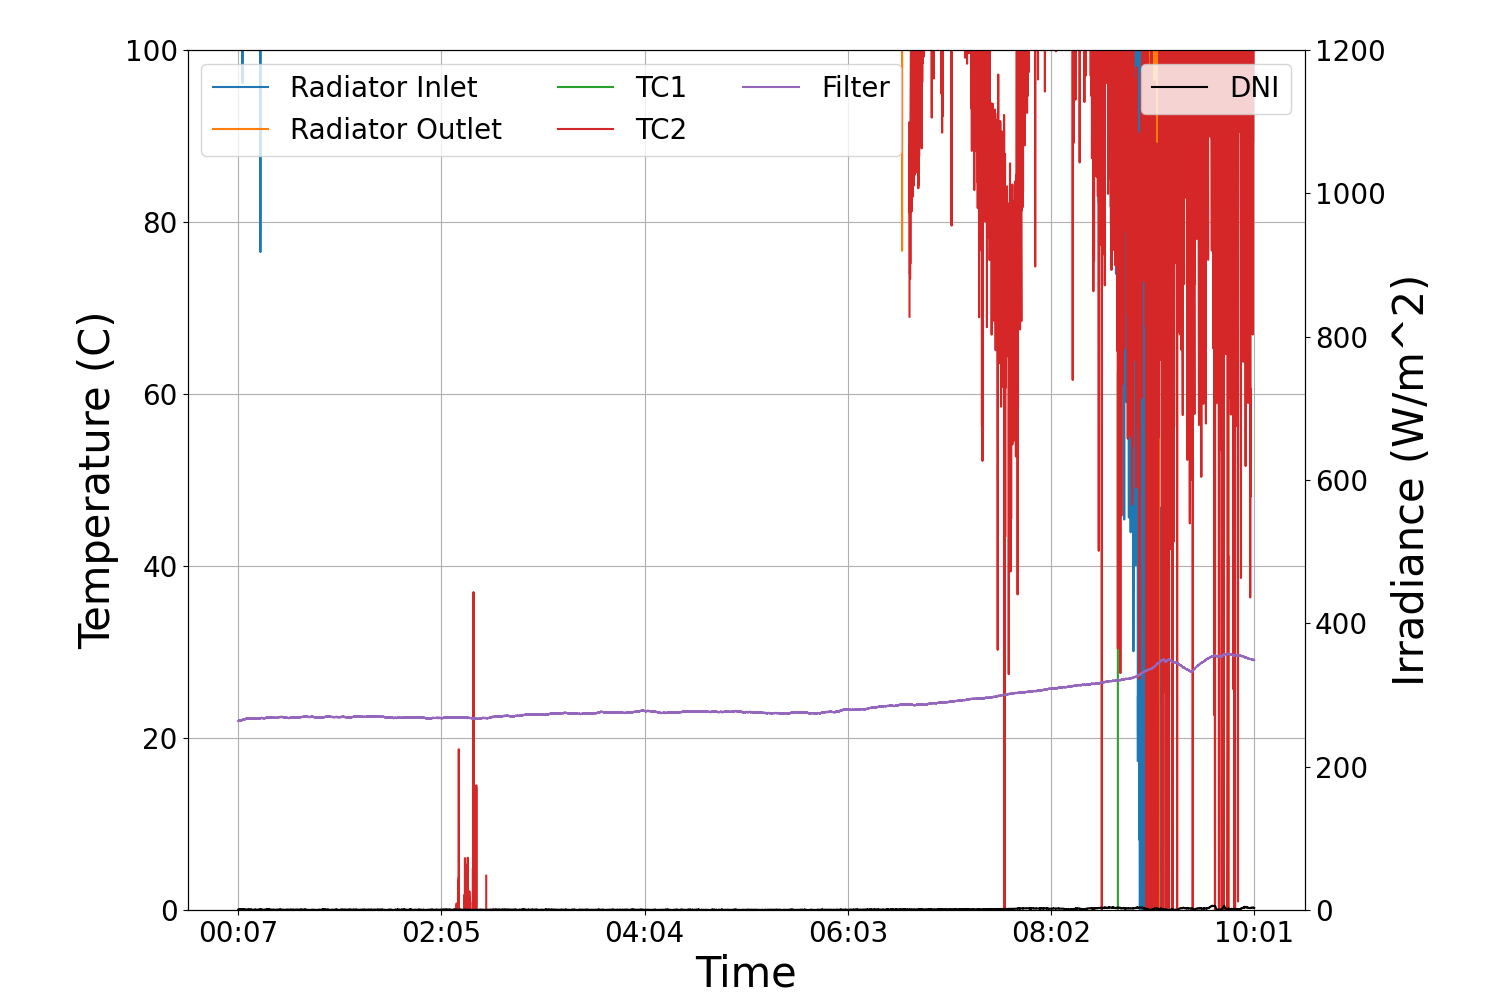 Radiator Inlet
Radiator Outlet
TC1
TC2
Filter
DNI
Temperature (C)
100
80
60
40
20
0
1200
1000
800
600
400
200
0
Irradiance (W/m^2)
00:07 02:05 04:04 06:03 08:02 10:01
Time